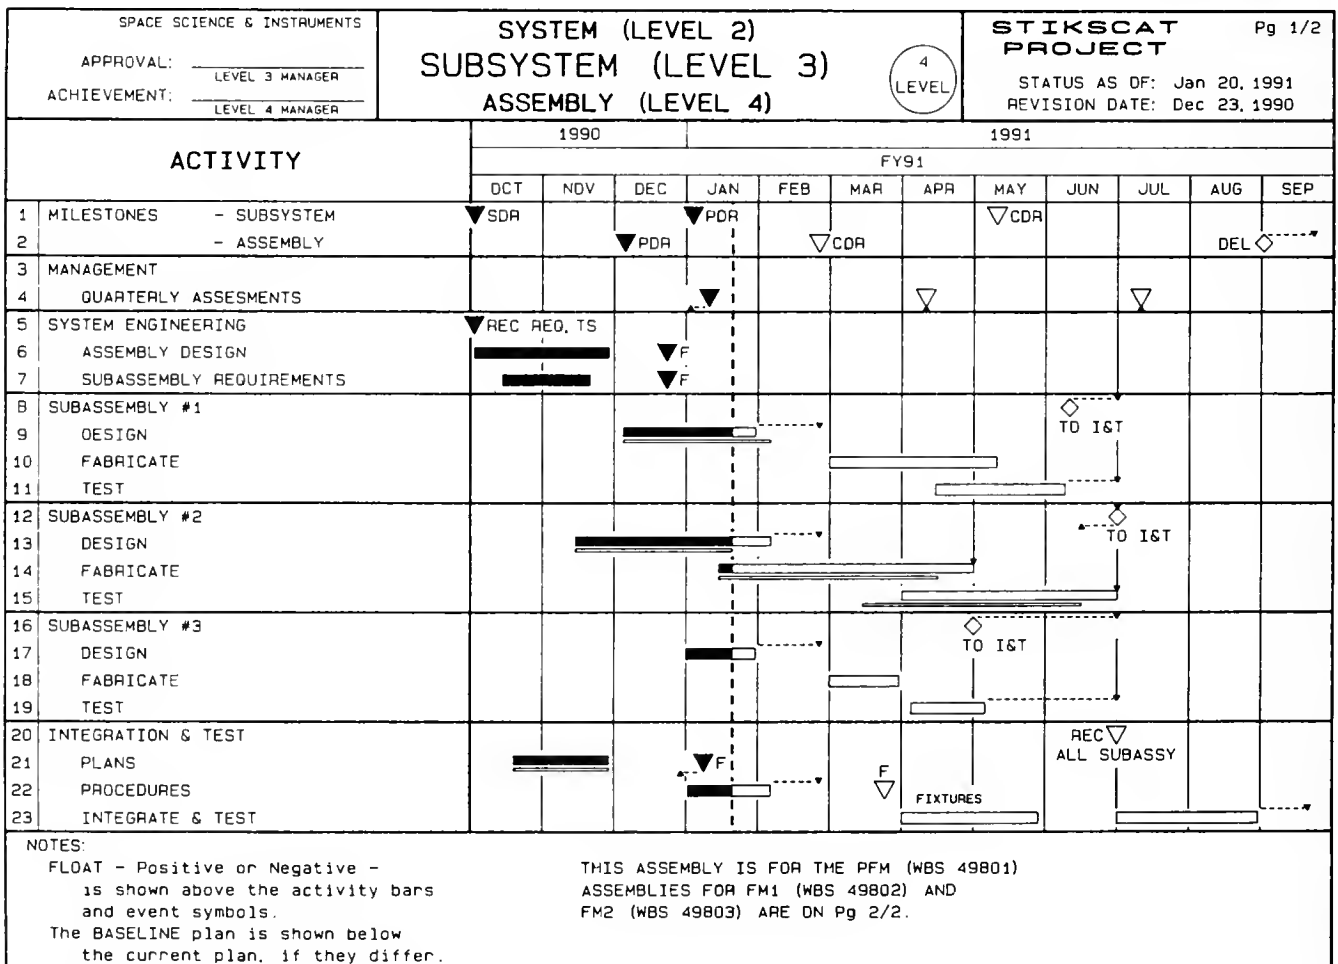 SPACE SCIENCE & INSTRUMENTS
APPROVAL:
LEVEL 3 MANAGER
ACHIEVEMENT:
LEVEL 4 MANAGER
SYSTEM (LEVEL 2)
SUBSYSTEM (LEVEL 3)
ASSEMBLY (LEVEL 4)
4
LEVEL
STIKSCAT Pg 1/2
PROJECT
STATUS AS OF: Jan 20, 1991
REVISION DATE: Dec 23, 1990
ACTIVITY
1990 1991
FY91
OCT NOV DEC JAN FEB MAR APR MAY JUN JUL AUG SEP
1 MILESTONES - SUBSYSTEM SDR PDR CDR
2 - ASSEMBLY PDR CDR DEL
3 MANAGEMENT
4 QUARTERLY ASSESMENTS
5 SYSTEM ENGINEERING REC REQ, TS
6 ASSEMBLY DESIGN F
7 SUBASSEMBLY REQUIREMENTS F
8 SUBASSEMBLY #1
TO I&T
9 DESIGN
10 FABRICATE
11 TEST
12 SUBASSEMBLY #2
TO I&T
13 DESIGN
14 FABRICATE
15 TEST
16 SUBASSEMBLY #3
TO I&T
17 DESIGN
18 FABRICATE
19 TEST
20 INTEGRATION & TEST REC
ALL SUBASSY
21 PLANS F
22 PROCEDURES F
FIXTURES
23 INTEGRATE & TEST
NOTES:
FLOAT - Positive or Negative -
is shown above the activity bars
and event symbols.
The BASELINE plan is shown below
the current plan, if they differ.
THIS ASSEMBLY IS FOR THE PFM (WBS 49801)
ASSEMBLIES FOR FM1 (WBS 49802) AND
FM2 (WBS 49803) ARE ON Pg 2/2.